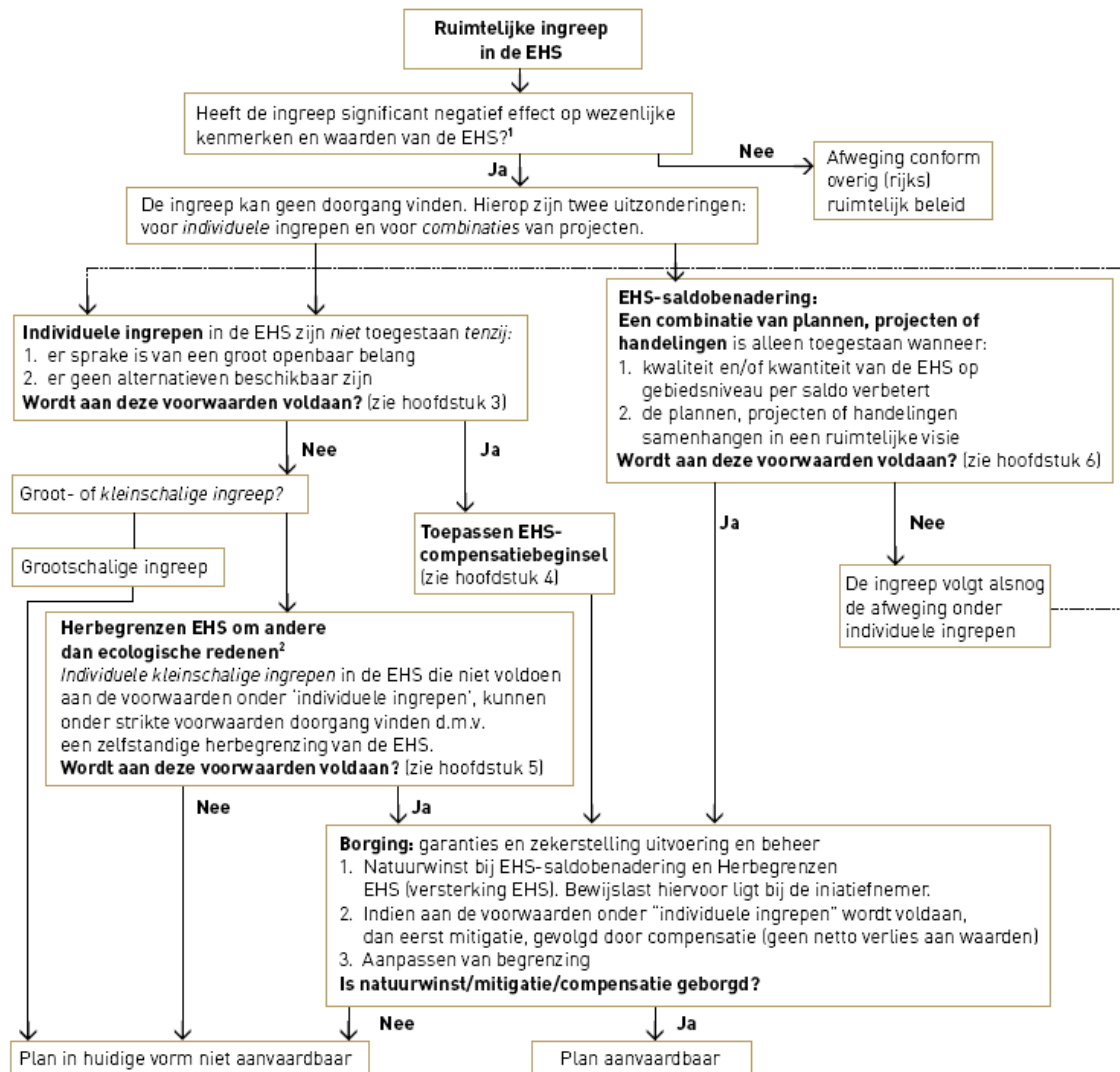 Ruimtelijke ingreep
in de EHS
Heeft de ingreep significant negatief effect op wezenlijke
kenmerken en waarden van de EHS?¹
Nee
Ja
Afweging conform
overig (rijks)
ruimtelijk beleid
De ingreep kan geen doorgang vinden. Hierop zijn twee uitzonderingen:
voor individuele ingrepen en voor combinaties van projecten.
Individuele ingrepen in de EHS zijn niet toegestaan tenzij:
1. er sprake is van een groot openbaar belang
2. er geen alternatieven beschikbaar zijn
Wordt aan deze voorwaarden voldaan? (zie hoofdstuk 3)
EHS-saldobenadering:
Een combinatie van plannen, projecten of
handelingen is alleen toegestaan wanneer:
1. kwaliteit en/of kwantiteit van de EHS op
gebiedsniveau per saldo verbetert
2. de plannen, projecten of handelingen
samenhangen in een ruimtelijke visie
Wordt aan deze voorwaarden voldaan? (zie hoofdstuk 6)
Nee
Ja
Groot- of kleinschalige ingreep?
Grootschalige ingreep
Toepassen EHS-
compensatiebeginsel
(zie hoofdstuk 4)
Ja
Nee
De ingreep volgt alsnog
de afweging onder
individuele ingrepen
Herbegrenzen EHS om andere
dan ecologische redenen²
Individuele kleinschalige ingrepen in de EHS die niet voldoen
aan de voorwaarden onder ‘individuele ingrepen’, kunnen
onder strikte voorwaarden doorgang vinden d.m.v.
een zelfstandige herbegrenzing van de EHS.
Wordt aan deze voorwaarden voldaan? (zie hoofdstuk 5)
Nee
Ja
Borging: garanties en zekerstelling uitvoering en beheer
1. Natuurwinst bij EHS-saldobenadering en Herbegrenzen
EHS (versterking EHS). Bewijslast hiervoor ligt bij de iniatiefnemer.
2. Indien aan de voorwaarden onder "individuele ingrepen" wordt voldaan,
dan eerst mitigatie, gevolgd door compensatie (geen netto verlies aan waarden)
3. Aanpassen van begrenzing
Is natuurwinst/mitigatie/compensatie geborgd?
Nee
Ja
Plan in huidige vorm niet aanvaardbaar
Plan aanvaardbaar